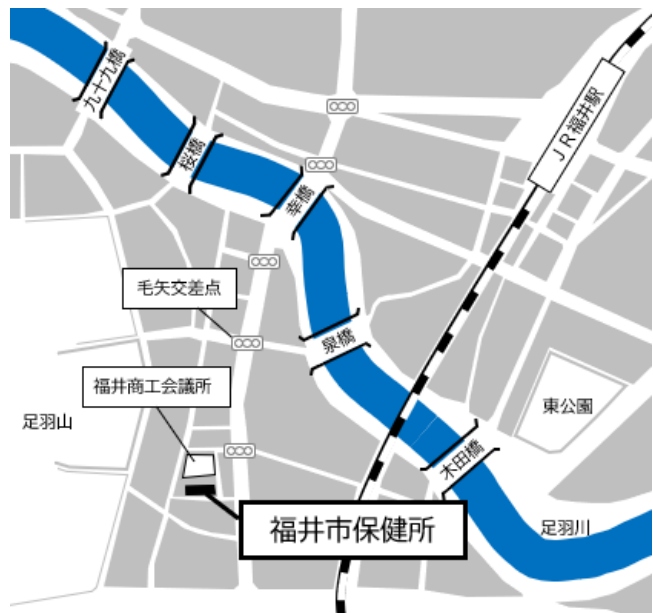 九十九橋
桜橋
幸橋
JR福井駅
毛矢交差点
泉橋
福井商工会議所
足羽山
東公園
木田橋
福井市保健所
足羽川